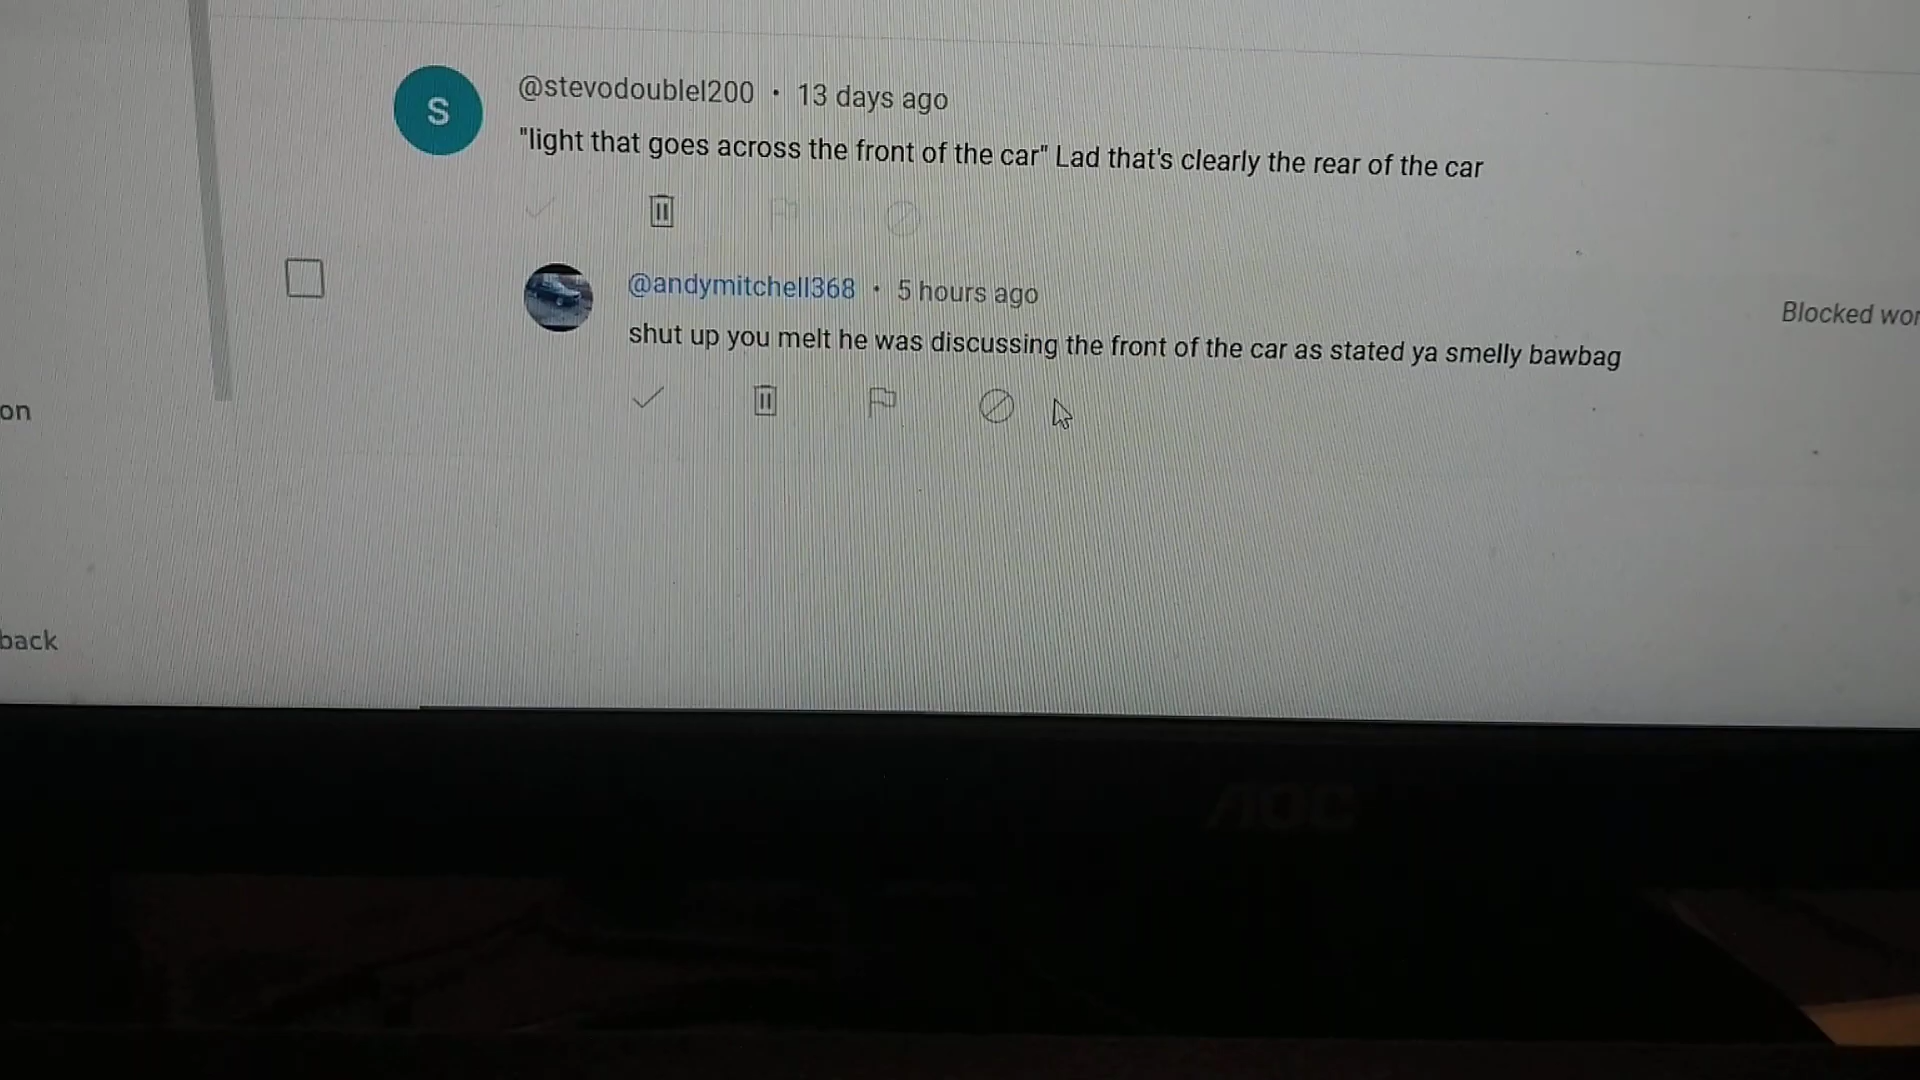 @stevodoublel200 · 13 days ago
"light that goes across the front of the car" Lad that's clearly the rear of the car
@andymitchell368 · 5 hours ago
Blocked wor
shut up you melt he was discussing the front of the car as stated ya smelly bawbag
on
back
AOC
S